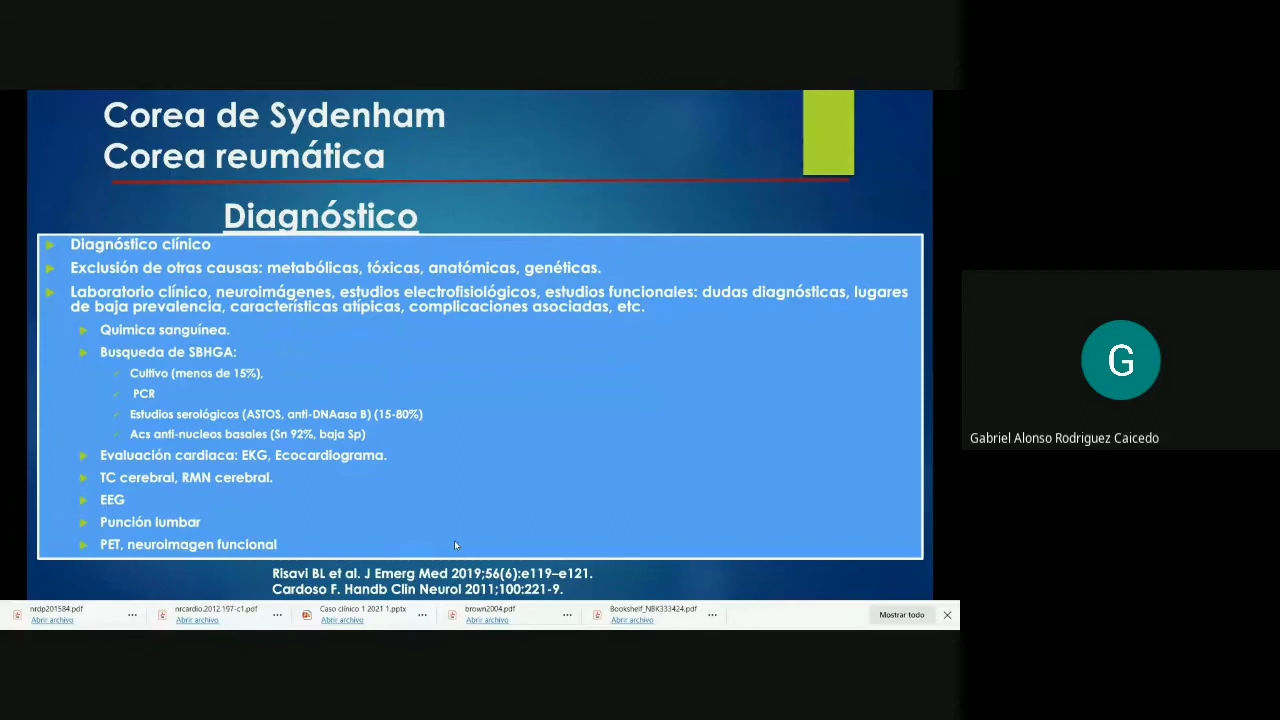 Corea de Sydenham
Corea reumática
Diagnóstico
Diagnóstico clínico
Exclusión de otras causas: metabólicas, tóxicas, anatómicas, genéticas.
Laboratorio clínico, neuroimágenes, estudios electrofisiológicos, estudios funcionales: dudas diagnósticas, lugares
de baja prevalencia, características atípicas, complicaciones asociadas, etc.
Quimica sanguínea.
Busqueda de SBHGA:
Cultivo (menos de 15%),
PCR
Estudios serológicos (ASTOS, anti-DNAasa B) (15-80%)
Acs anti-nucleos basales (Sn 92%, baja Sp)
Evaluación cardiaca: EKG, Ecocardiograma.
TC cerebral, RMN cerebral.
EEG
Punción lumbar
PET, neuroimagen funcional
Risavi BL et al. J Emerg Med 2019;56(6):e119–e121.
Cardoso F. Handb Clin Neurol 2011;100:221-9.
nrdp201584.pdf
Abrir archivo
nrcardio.2012.197-c1.pdf
Abrir archivo
Caso clínico 1 2021 1.pptx
Abrir archivo
brown2004.pdf
Abrir archivo
Bookshelf_NBK333424.pdf
Abrir archivo
Mostrar todo
G
Gabriel Alonso Rodriguez Caicedo